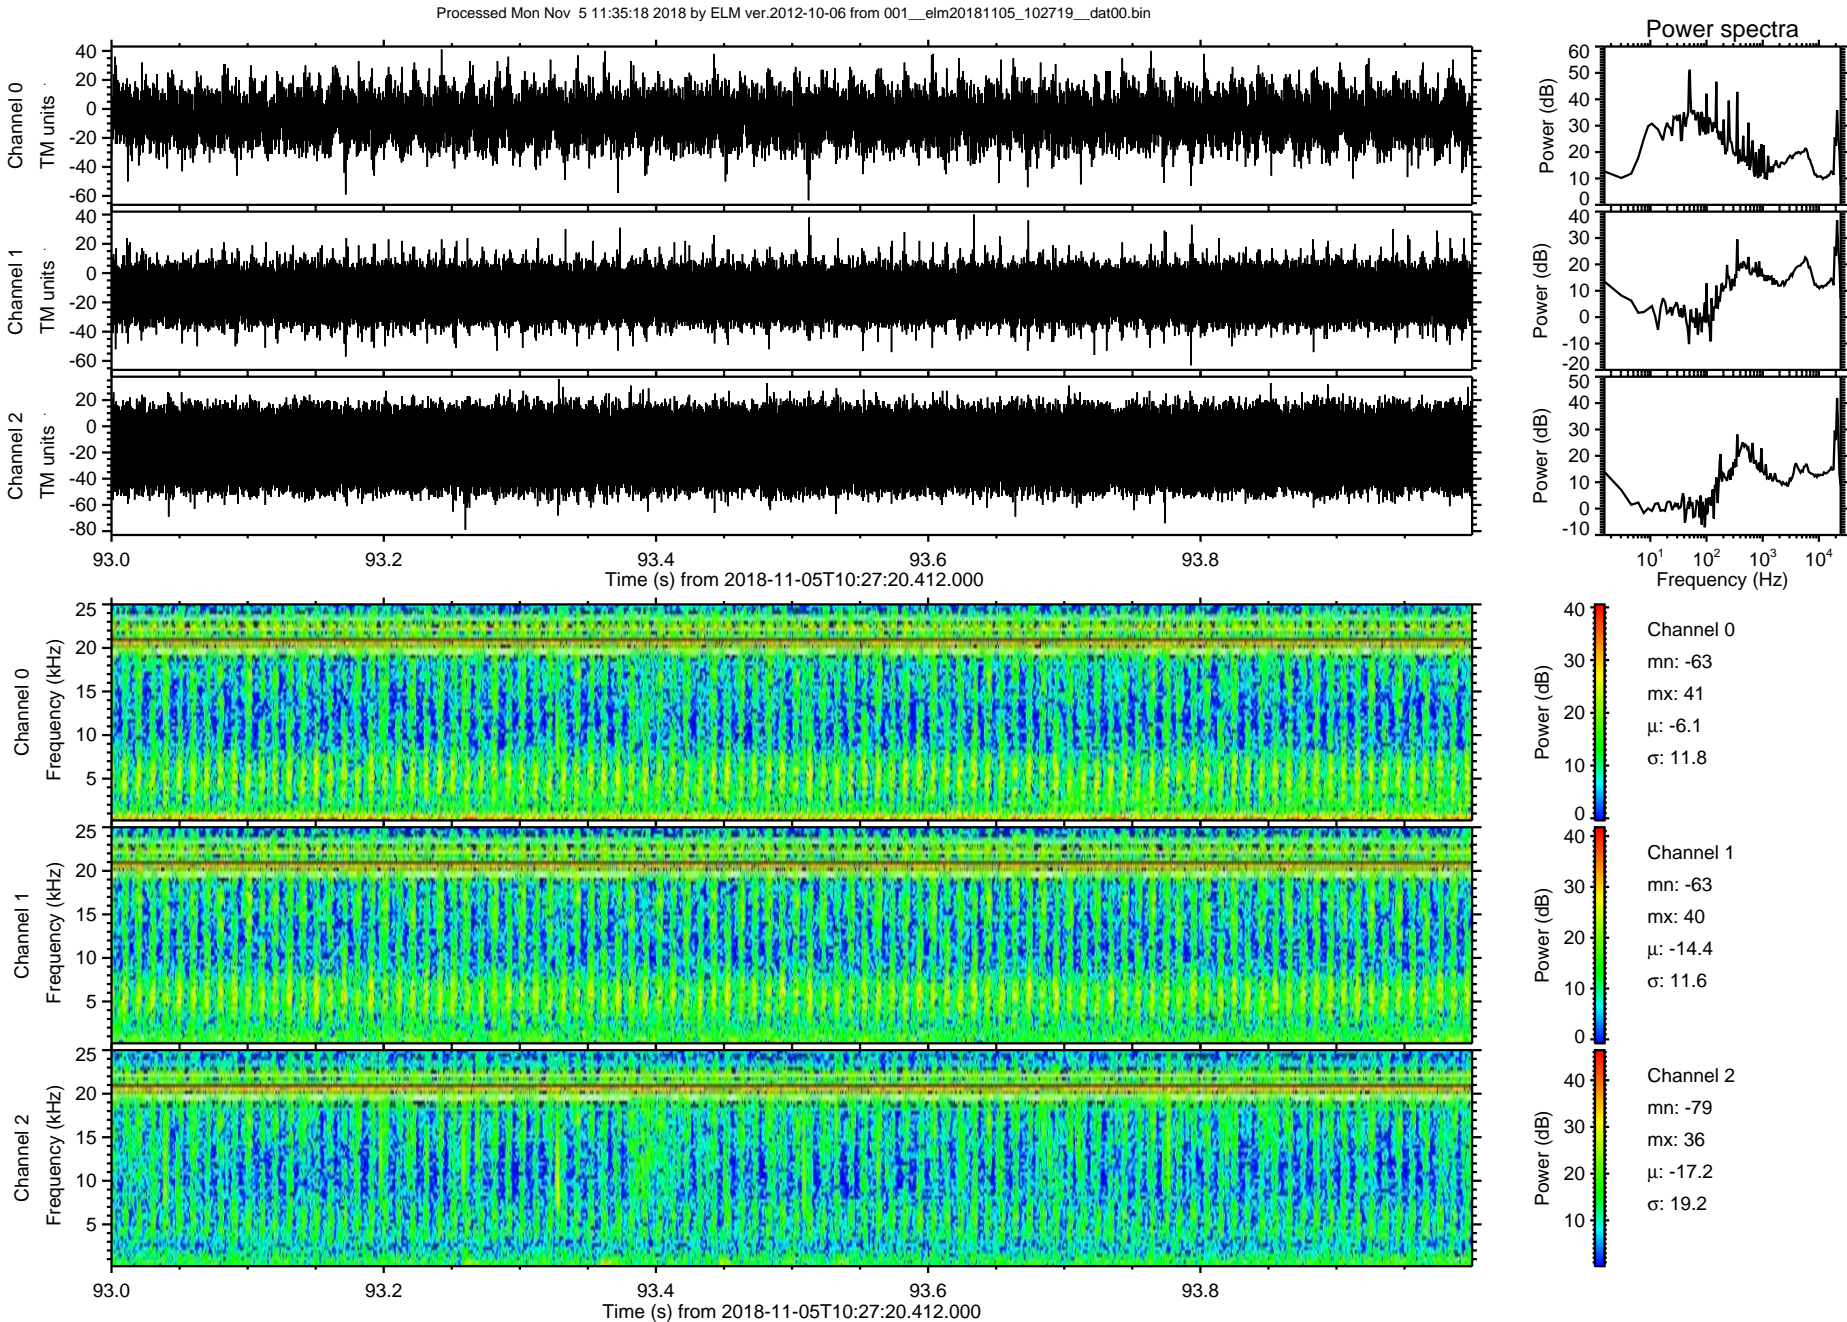 Processed Mon Nov 5 11:35:18 2018 by ELM ver.2012-10-06 from 001__elm20181105_102719__dat00.bin
Power spectra
Channel 0
TM units
40
20
0
-20
-40
-60
Power (dB)
60
50
40
30
20
10
0
Channel 1
TM units
40
20
0
-20
-40
-60
Power (dB)
40
30
20
10
0
-10
-20
Channel 2
TM units
20
0
-20
-40
-60
-80
Power (dB)
50
40
30
20
10
0
-10
93.0 93.2 93.4 93.6 93.8
Time (s) from 2018-11-05T10:27:20.412.000
10^1 10^2 10^3 10^4
Frequency (Hz)
Channel 0
Frequency (kHz)
25
20
15
10
5
Power (dB)
40
30
20
10
0
Channel 0
mn: -63
mx: 41
μ: -6.1
σ: 11.8
Channel 1
Frequency (kHz)
25
20
15
10
5
Power (dB)
40
30
20
10
0
Channel 1
mn: -63
mx: 40
μ: -14.4
σ: 11.6
Channel 2
Frequency (kHz)
25
20
15
10
5
Power (dB)
40
30
20
10
Channel 2
mn: -79
mx: 36
μ: -17.2
σ: 19.2
93.0 93.2 93.4 93.6 93.8
Time (s) from 2018-11-05T10:27:20.412.000